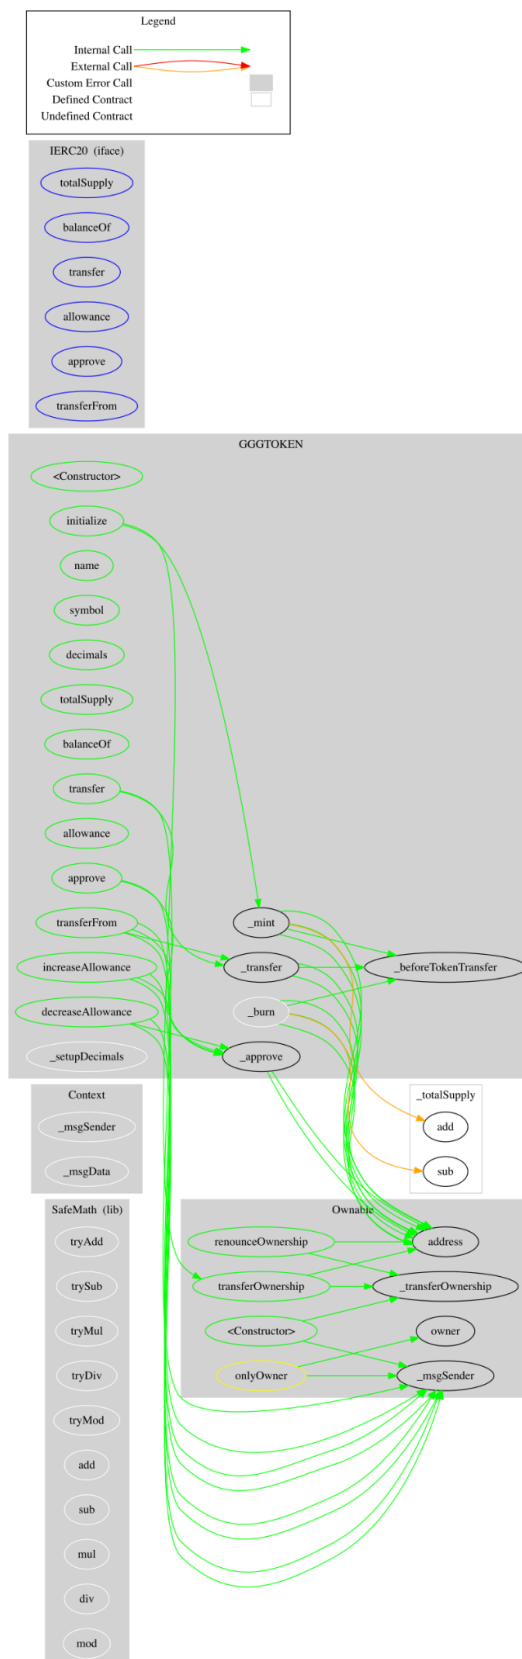 Legend
Internal Call
External Call
Custom Error Call
Defined Contract
Undefined Contract
IERC20 (iface)
totalSupply
balanceOf
transfer
allowance
approve
transferFrom
GGGTOKEN
<Constructor>
initialize
name
symbol
decimals
totalSupply
balanceOf
transfer
allowance
approve
transferFrom
increaseAllowance
decreaseAllowance
_setupDecimals
_mint
_transfer
_burn
_approve
_beforeTokenTransfer
Context
_msgSender
_msgData
_totalSupply
add
sub
SafeMath (lib)
tryAdd
trySub
tryMul
tryDiv
tryMod
add
sub
mul
div
mod
Ownable
renounceOwnership
transferOwnership
<Constructor>
onlyOwner
address
_transferOwnership
owner
_msgSender